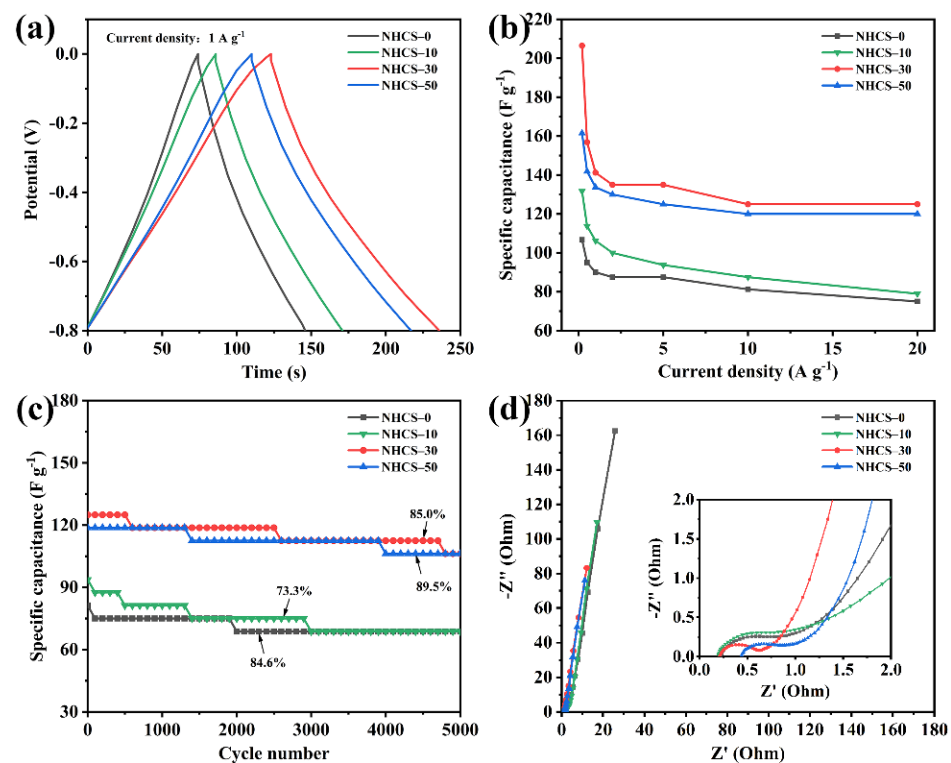 (a)
Current density: 1 A g⁻¹
NHCS–0
NHCS–10
NHCS–30
NHCS–50
0.0
-0.2
-0.4
-0.6
-0.8
Potential (V)
0 50 100 150 200 250
Time (s)
(b)
NHCS–0
NHCS–10
NHCS–30
NHCS–50
220
200
180
160
140
120
100
80
60
Specific capacitance (F g⁻¹)
0 5 10 15 20
Current density (A g⁻¹)
(c)
NHCS–0
NHCS–10
NHCS–30
NHCS–50
180
150
120
90
60
30
Specific capacitance (F g⁻¹)
85.0%
89.5%
73.3%
84.6%
0 1000 2000 3000 4000 5000
Cycle number
(d)
NHCS–0
NHCS–10
NHCS–30
NHCS–50
180
160
140
120
100
80
60
40
20
0
-Z'' (Ohm)
2.0
1.5
1.0
0.5
0.0
-Z'' (Ohm)
0.0 0.5 1.0 1.5 2.0
Z' (Ohm)
0 20 40 60 80 100 120 140 160 180
Z' (Ohm)